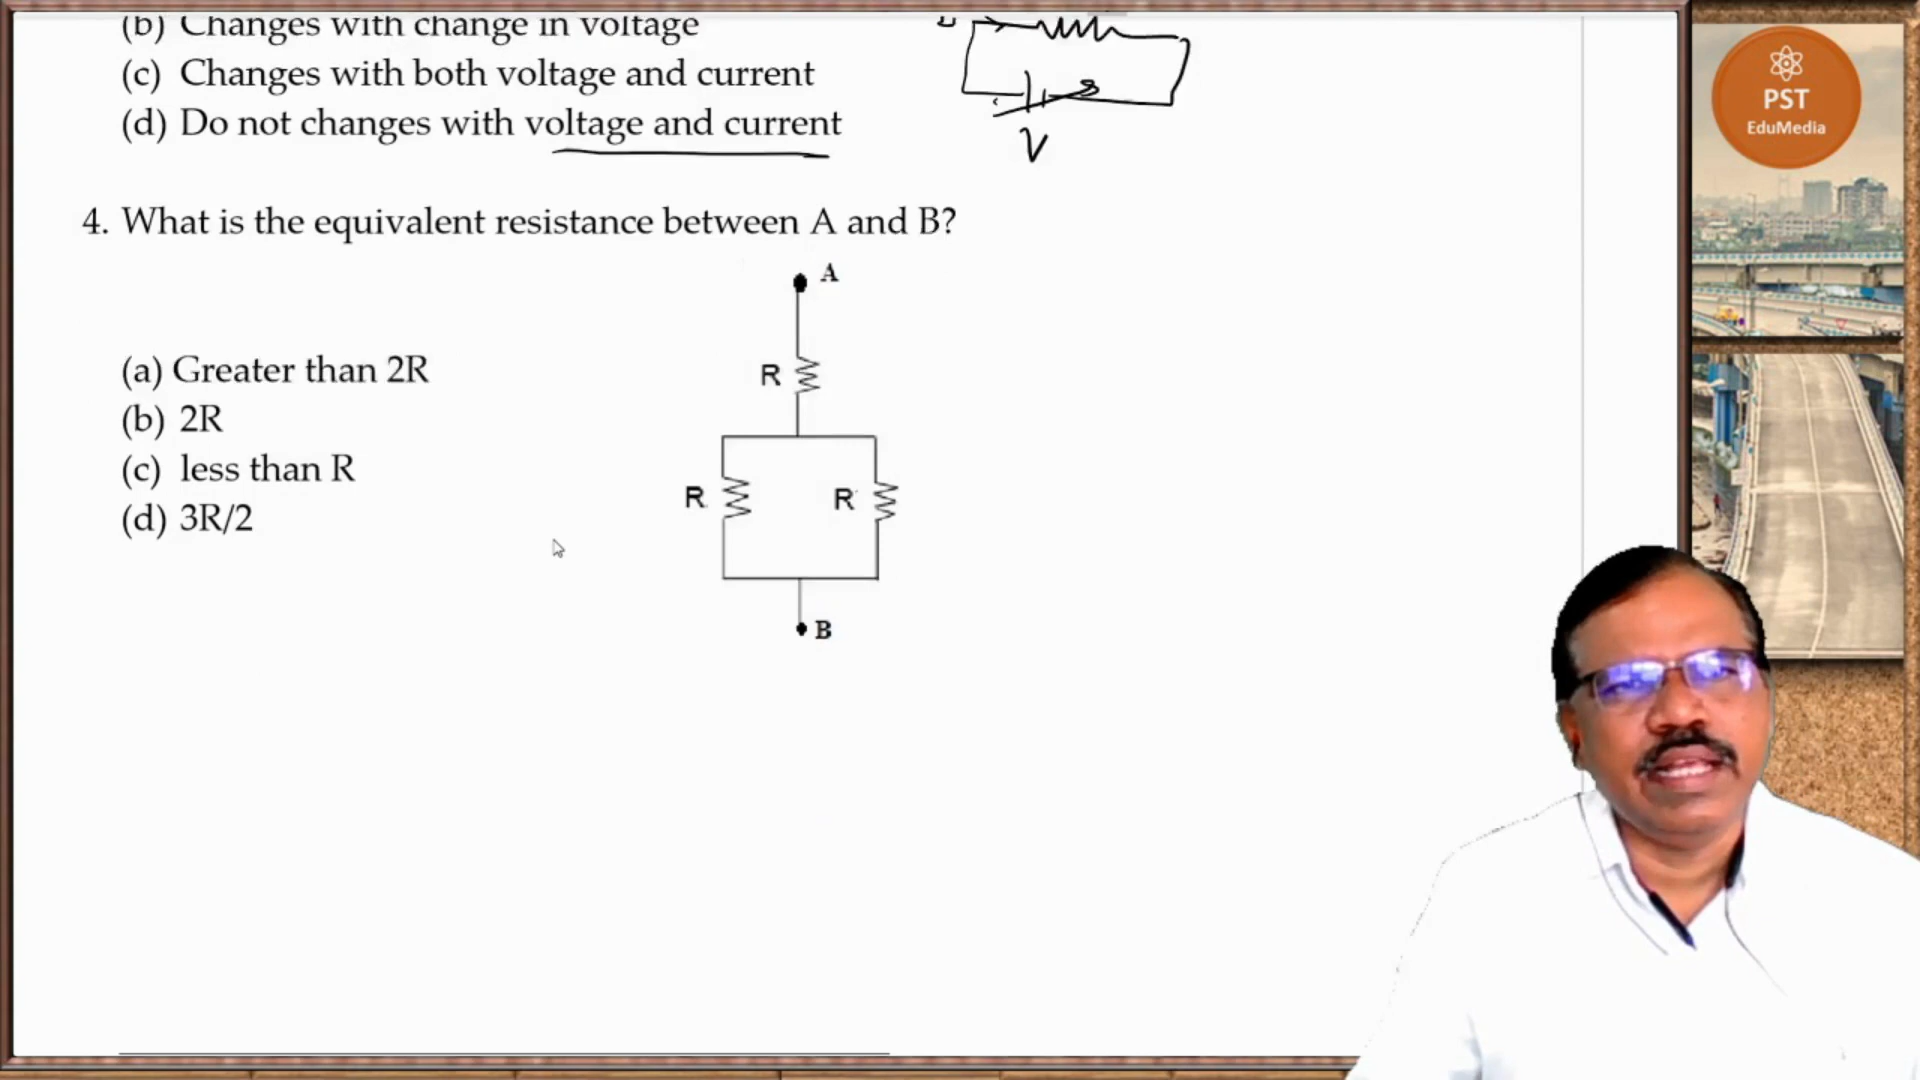 (b) Changes with change in voltage
(c) Changes with both voltage and current
(d) Do not changes with voltage and current
V
4. What is the equivalent resistance between A and B?
A
(a) Greater than 2R
R
(b) 2R
(c) less than R
R
R
(d) 3R/2
B
PST
EduMedia